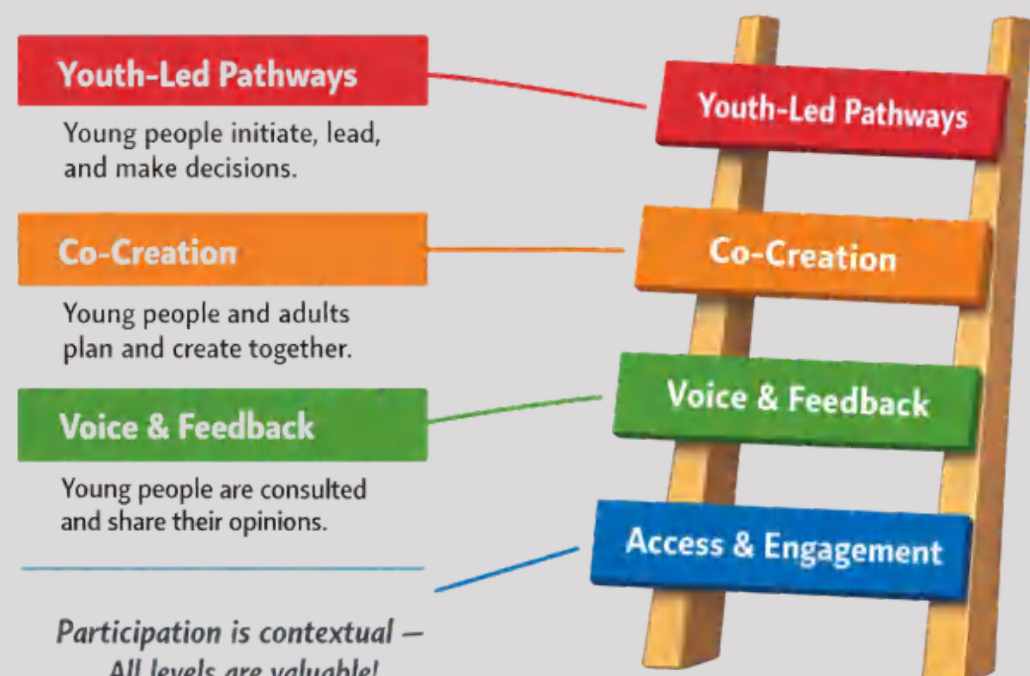 Youth-Led Pathways
Young people initiate, lead,
and make decisions.
Co-Creation
Young people and adults
plan and create together.
Voice & Feedback
Young people are consulted
and share their opinions.
Participation is contextual —
All levels are valuable!
Youth-Led Pathways
Co-Creation
Voice & Feedback
Access & Engagement